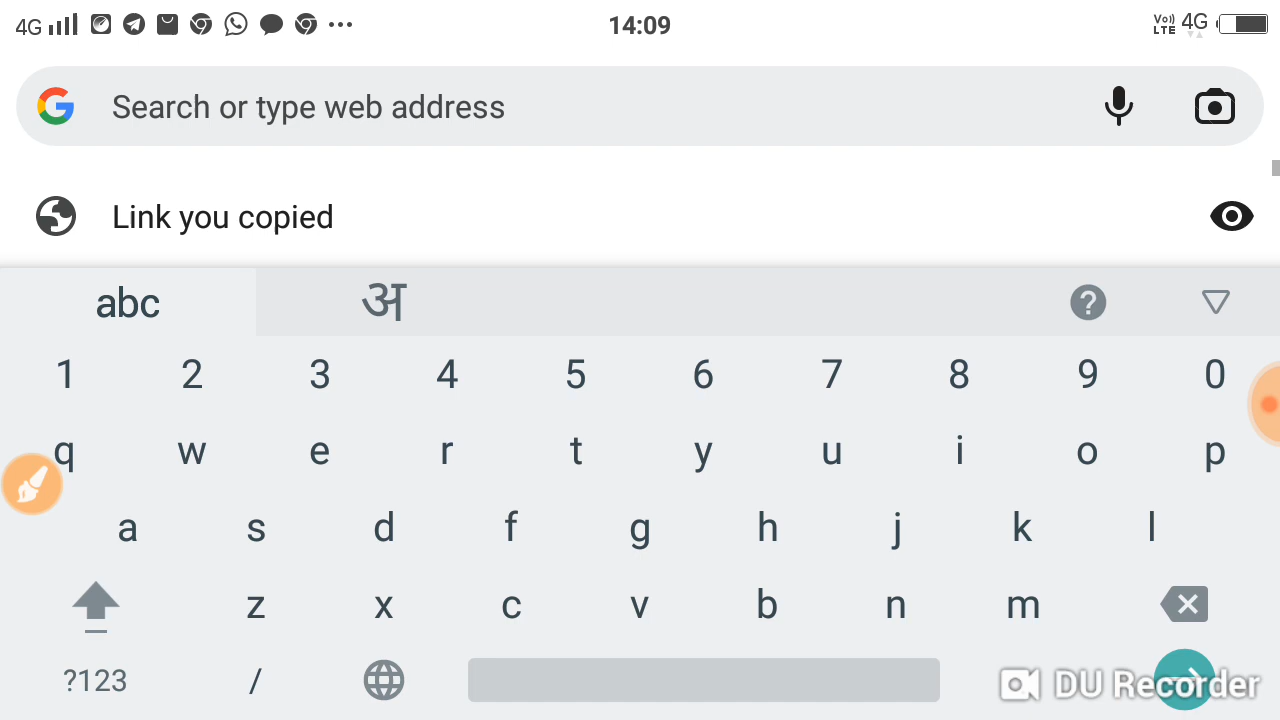 4G 14:09 Vo)) LTE 4G
Search or type web address
Link you copied
abc अ ?
1 2 3 4 5 6 7 8 9 0
q w e r t y u i o p
a s d f g h j k l
z x c v b n m
?123 / DU Recorder